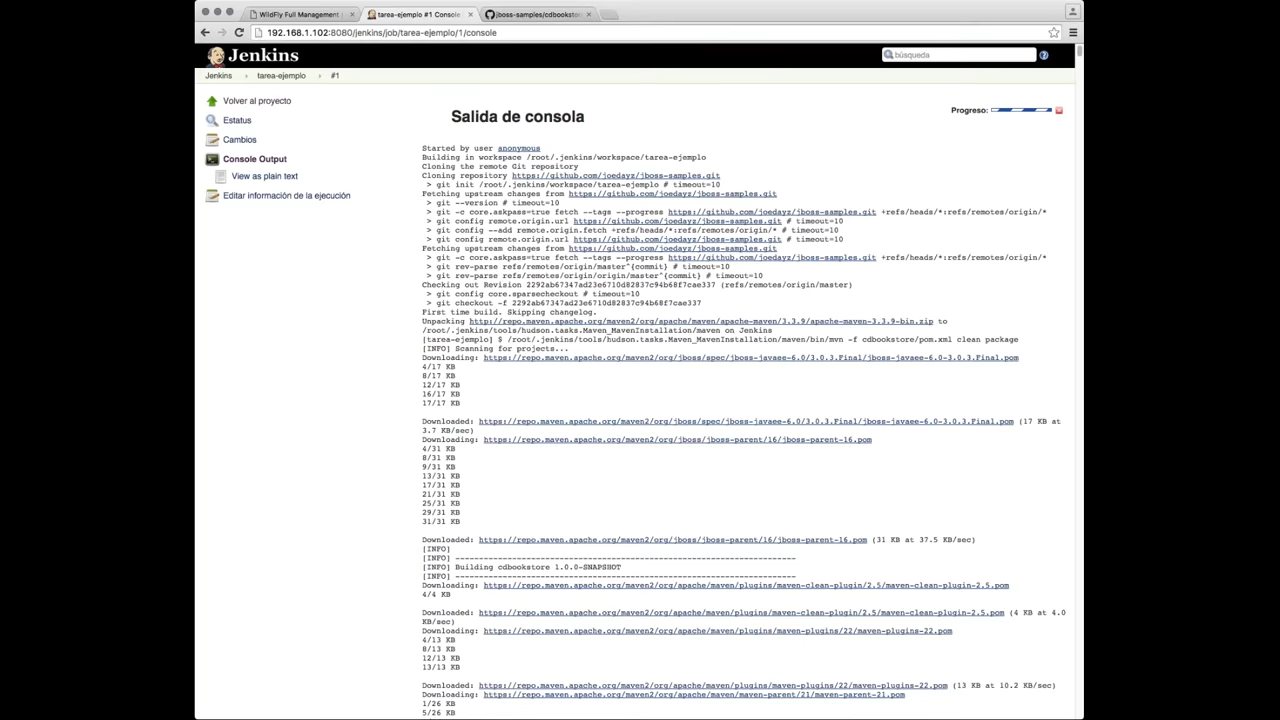 WildFly Full Management
tarea-ejemplo #1 Console
jboss-samples/cdbookstor
192.168.1.102:8080/jenkins/job/tarea-ejemplo/1/console
Jenkins
búsqueda
Jenkins tarea-ejemplo #1
Volver al proyecto
Estatus
Cambios
Console Output
View as plain text
Editar información de la ejecución
Salida de consola
Progreso:
Started by user anonymous
Building in workspace /root/.jenkins/workspace/tarea-ejemplo
Cloning the remote Git repository
Cloning repository https://github.com/joedayz/jboss-samples.git
> git init /root/.jenkins/workspace/tarea-ejemplo # timeout=10
Fetching upstream changes from https://github.com/joedayz/jboss-samples.git
> git --version # timeout=10
> git -c core.askpass=true fetch --tags --progress https://github.com/joedayz/jboss-samples.git +refs/heads/*:refs/remotes/origin/*
> git config remote.origin.url https://github.com/joedayz/jboss-samples.git # timeout=10
> git config --add remote.origin.fetch +refs/heads/*:refs/remotes/origin/* # timeout=10
> git config remote.origin.url https://github.com/joedayz/jboss-samples.git # timeout=10
Fetching upstream changes from https://github.com/joedayz/jboss-samples.git
> git -c core.askpass=true fetch --tags --progress https://github.com/joedayz/jboss-samples.git +refs/heads/*:refs/remotes/origin/*
> git rev-parse refs/remotes/origin/master^{commit} # timeout=10
> git rev-parse refs/remotes/origin/origin/master^{commit} # timeout=10
Checking out Revision 2292ab67347ad23e6710d82837c94b68f7cae337 (refs/remotes/origin/master)
> git config core.sparsecheckout # timeout=10
> git checkout -f 2292ab67347ad23e6710d82837c94b68f7cae337
First time build. Skipping changelog.
Unpacking https://repo.maven.apache.org/maven2/org/apache/maven/apache-maven/3.3.9/apache-maven-3.3.9-bin.zip to
/root/.jenkins/tools/hudson.tasks.Maven_MavenInstallation/maven on Jenkins
[tarea-ejemplo] $ /root/.jenkins/tools/hudson.tasks.Maven_MavenInstallation/maven/bin/mvn -f cdbookstore/pom.xml clean package
[INFO] Scanning for projects...
Downloading: https://repo.maven.apache.org/maven2/org/jboss/spec/jboss-javaee-6.0/3.0.3.Final/jboss-javaee-6.0-3.0.3.Final.pom
4/17 KB
8/17 KB
12/17 KB
16/17 KB
17/17 KB
Downloaded: https://repo.maven.apache.org/maven2/org/jboss/spec/jboss-javaee-6.0/3.0.3.Final/jboss-javaee-6.0-3.0.3.Final.pom (17 KB at
3.7 KB/sec)
Downloading: https://repo.maven.apache.org/maven2/org/jboss/jboss-parent/16/jboss-parent-16.pom
4/31 KB
8/31 KB
9/31 KB
13/31 KB
17/31 KB
21/31 KB
25/31 KB
29/31 KB
31/31 KB
Downloaded: https://repo.maven.apache.org/maven2/org/jboss/jboss-parent/16/jboss-parent-16.pom (31 KB at 37.5 KB/sec)
[INFO]
[INFO] ------------------------------------------------------------------------
[INFO] Building cdbookstore 1.0.0-SNAPSHOT
[INFO] ------------------------------------------------------------------------
Downloading: https://repo.maven.apache.org/maven2/org/apache/maven/plugins/maven-clean-plugin/2.5/maven-clean-plugin-2.5.pom
4/4 KB
Downloaded: https://repo.maven.apache.org/maven2/org/apache/maven/plugins/maven-clean-plugin/2.5/maven-clean-plugin-2.5.pom (4 KB at 4.0
KB/sec)
Downloading: https://repo.maven.apache.org/maven2/org/apache/maven/plugins/maven-plugins/22/maven-plugins-22.pom
4/13 KB
8/13 KB
12/13 KB
13/13 KB
Downloaded: https://repo.maven.apache.org/maven2/org/apache/maven/plugins/maven-plugins/22/maven-plugins-22.pom (13 KB at 10.2 KB/sec)
Downloading: https://repo.maven.apache.org/maven2/org/apache/maven/maven-parent/21/maven-parent-21.pom
1/26 KB
5/26 KB